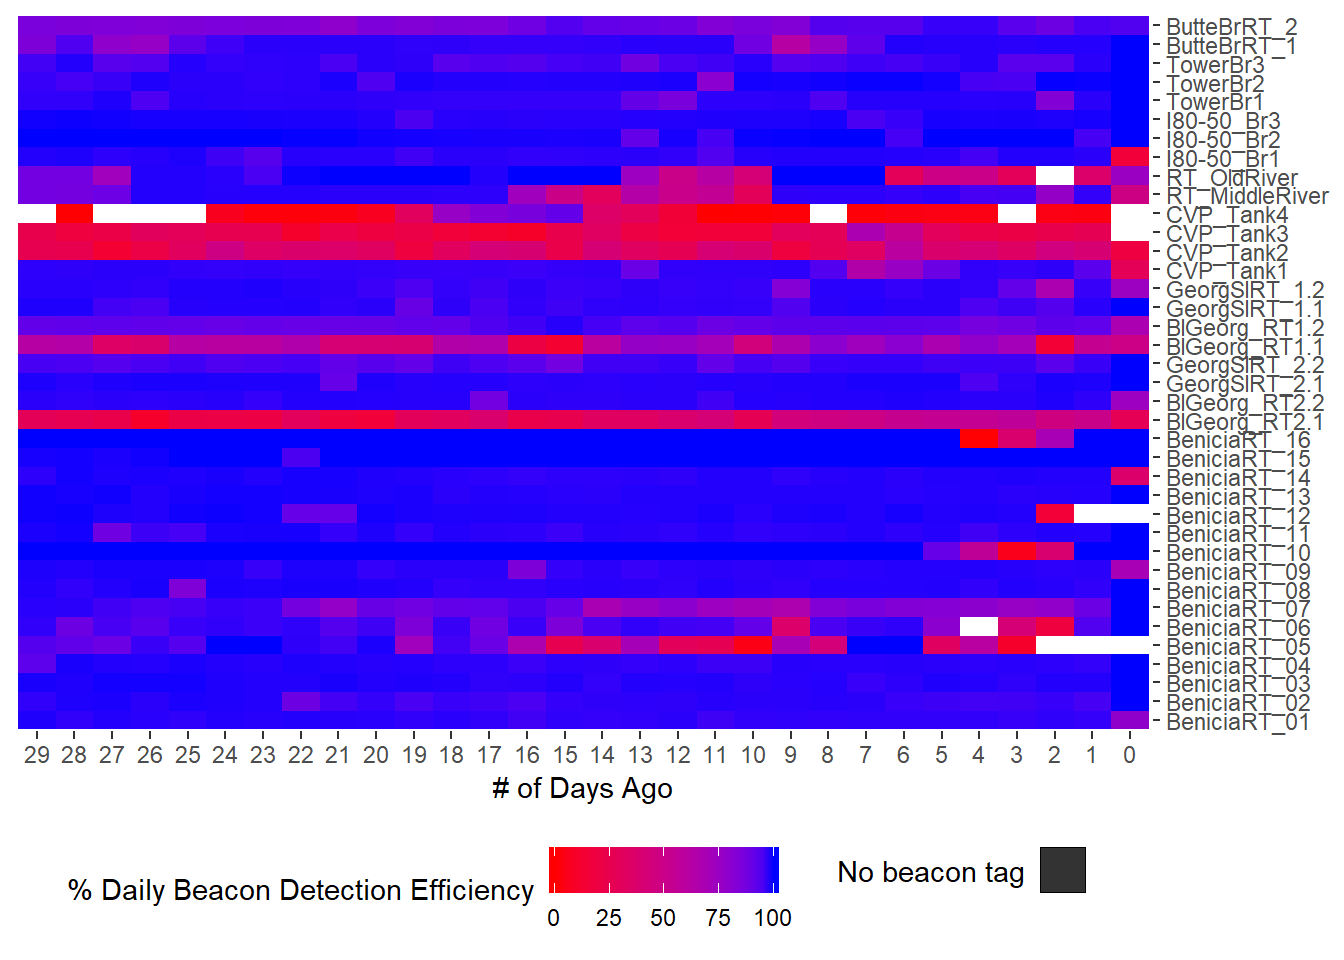 ButteBrRT_2
ButteBrRT_1
TowerBr3
TowerBr2
TowerBr1
I80-50_Br3
I80-50_Br2
I80-50_Br1
RT_OldRiver
RT_MiddleRiver
CVP_Tank4
CVP_Tank3
CVP_Tank2
CVP_Tank1
GeorgSlRT_1.2
GeorgSlRT_1.1
BlGeorg_RT1.2
BlGeorg_RT1.1
GeorgSlRT_2.2
GeorgSlRT_2.1
BlGeorg_RT2.2
BlGeorg_RT2.1
BeniciaRT_16
BeniciaRT_15
BeniciaRT_14
BeniciaRT_13
BeniciaRT_12
BeniciaRT_11
BeniciaRT_10
BeniciaRT_09
BeniciaRT_08
BeniciaRT_07
BeniciaRT_06
BeniciaRT_05
BeniciaRT_04
BeniciaRT_03
BeniciaRT_02
BeniciaRT_01
29 28 27 26 25 24 23 22 21 20 19 18 17 16 15 14 13 12 11 10 9 8 7 6 5 4 3 2 1 0
# of Days Ago
% Daily Beacon Detection Efficiency
0 25 50 75 100
No beacon tag